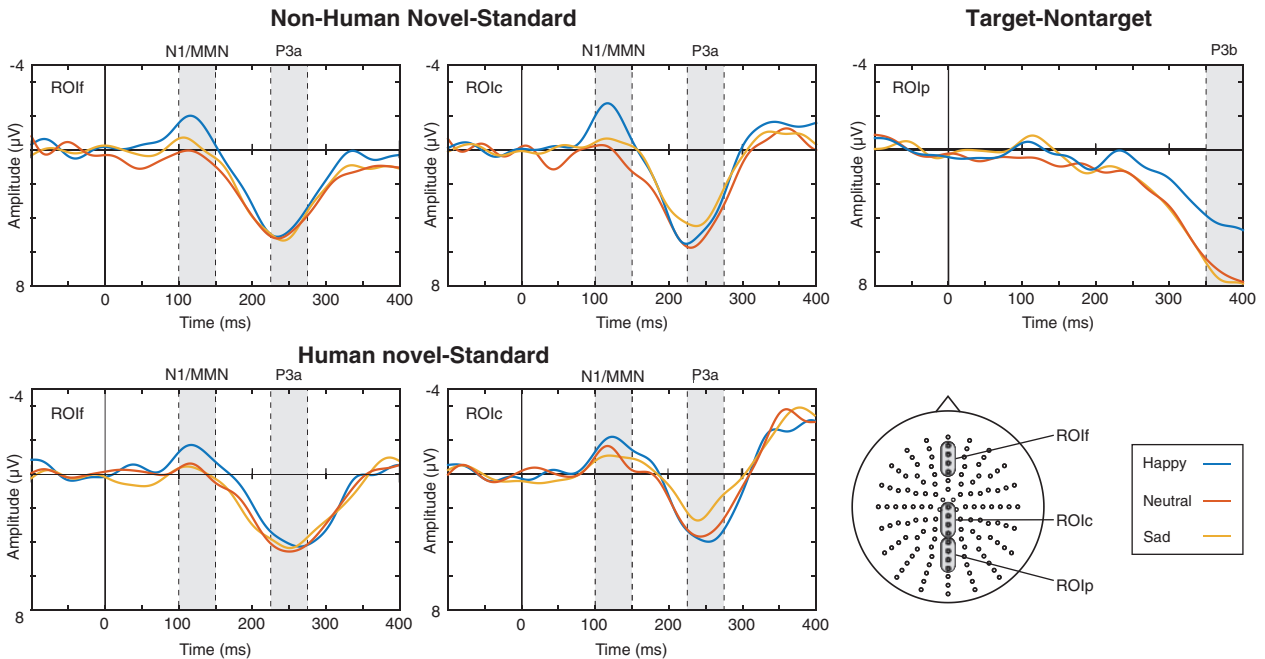 Non-Human Novel-Standard
Target-Nontarget
N1/MMN
P3a
N1/MMN
P3a
P3b
-4
ROIf
Amplitude (µV)
8
0
100
200
300
400
Time (ms)
-4
ROIc
Amplitude (µV)
8
0
100
200
300
400
Time (ms)
-4
ROIp
Amplitude (µV)
8
0
100
200
300
400
Time (ms)
Human novel-Standard
N1/MMN
P3a
N1/MMN
P3a
-4
ROIf
Amplitude (µV)
8
0
100
200
300
400
Time (ms)
-4
ROIc
Amplitude (µV)
8
0
100
200
300
400
Time (ms)
ROIf
ROIc
ROIp
Happy
Neutral
Sad